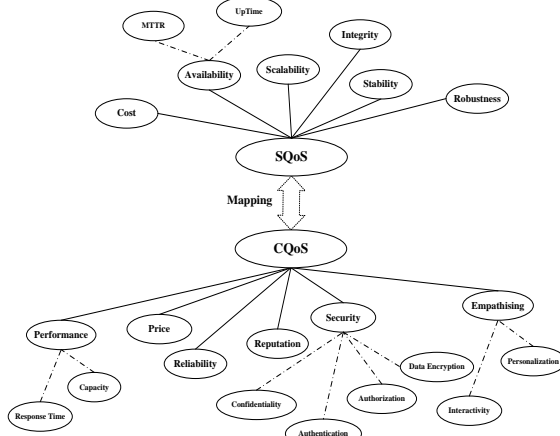 UpTime
MTTR
Integrity
Scalability
Availability
Stability
Robustness
Cost
SQoS
Mapping
CQoS
Empathising
Security
Price
Performance
Reputation
Personalization
Reliability
Data Encryption
Capacity
Authorization
Confidentiality
Interactivity
Response Time
Authentication